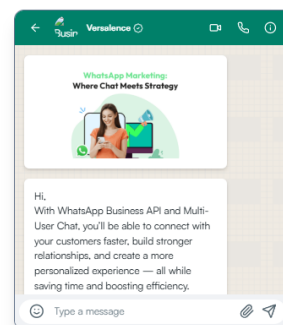 Busin
Versalence
WhatsApp Marketing:
Where Chat Meets Strategy
Hi,
With WhatsApp Business API and Multi-
User Chat, you'll be able to connect with
your customers faster, build stronger
relationships, and create a more
personalized experience — all while
saving time and boosting efficiency.
Type a message